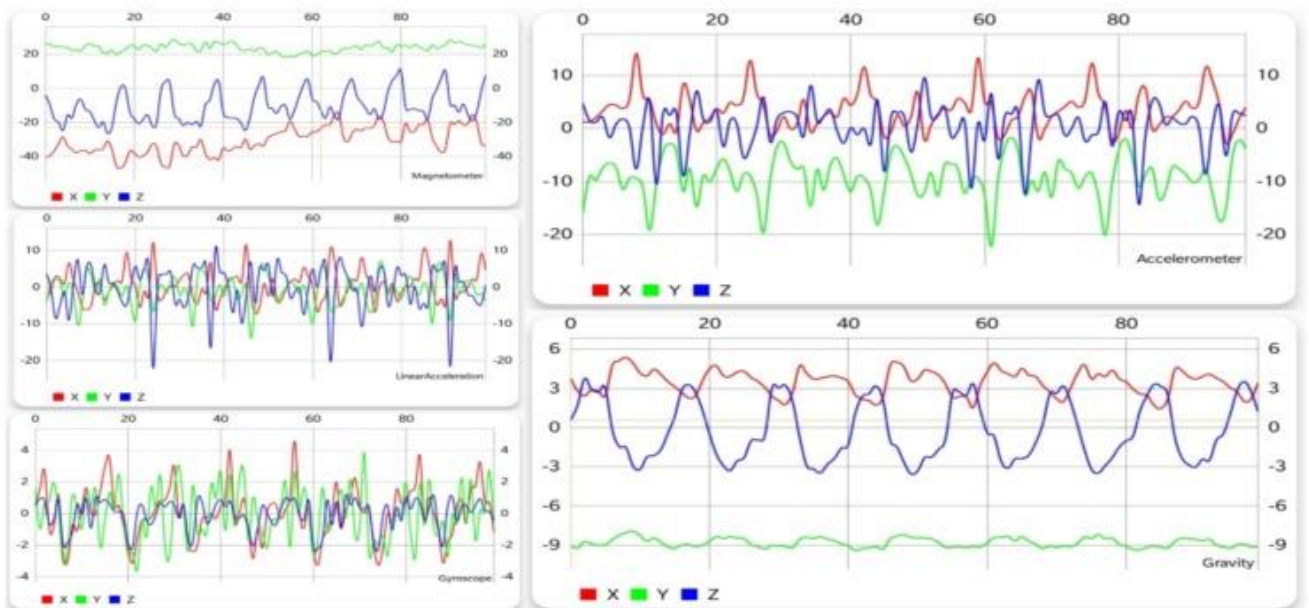 0 20 40 60 80
20 20
0 0
-20 -20
-40 -40
Magnetometer
X Y Z
0 20 40 60 80
10 10
0 0
-10 -10
-20 -20
LinearAcceleration
X Y Z
0 20 40 60 80
4 4
2 2
0 0
-2 -2
-4 -4
Gyroscope
X Y Z
0 20 40 60 80
10 10
0 0
-10 -10
-20 -20
Accelerometer
X Y Z
0 20 40 60 80
6 6
3 3
0 0
-3 -3
-6 -6
-9 -9
Gravity
X Y Z